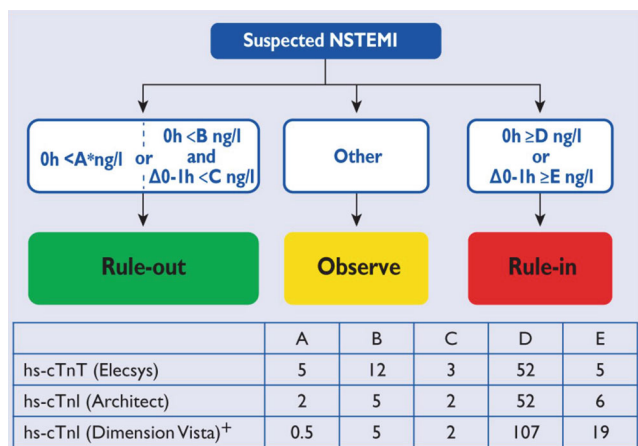 Suspected NSTEMI
0h <A*ng/l or
0h <B ng/l
and
Δ0-1h <C ng/l
Other
0h ≥D ng/l
or
Δ0-1h ≥E ng/l
Rule-out
Observe
Rule-in
A B C D E
hs-cTnT (Elecsys) 5 12 3 52 5
hs-cTnl (Architect) 2 5 2 52 6
hs-cTnl (Dimension Vista)+ 0.5 5 2 107 19